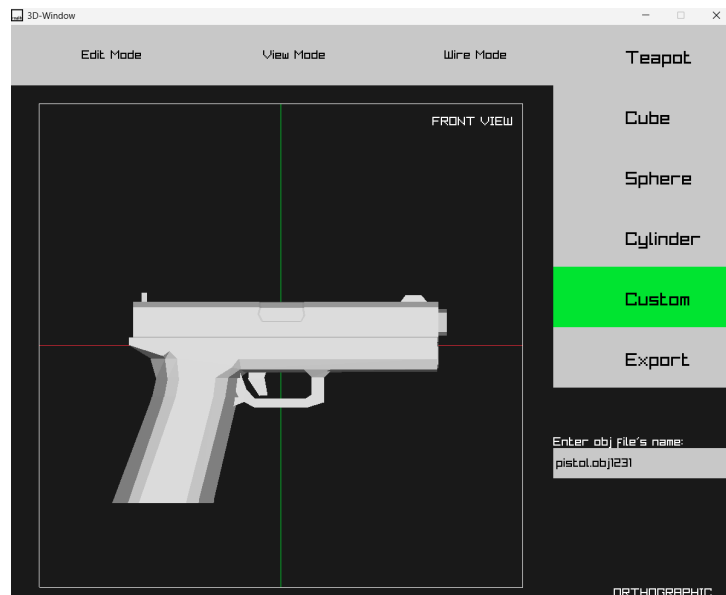 3D-Window
Edit Mode
View Mode
Wire Mode
Teapot
Cube
Sphere
Cylinder
Custom
Export
FRONT VIEW
Enter obj file's name:
pistol.obj1231
ORTHOGRAPHIC